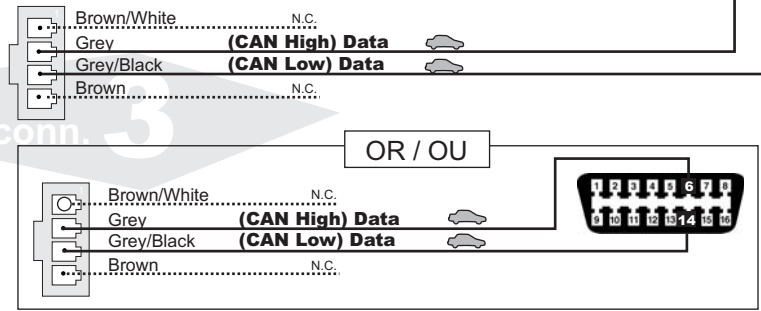 Brown/White N.C.
Grey (CAN High) Data
Grey/Black (CAN Low) Data
Brown N.C.
conn. 3
OR / OU
Brown/White N.C.
Grey (CAN High) Data
Grey/Black (CAN Low) Data
Brown N.C.
1 2 3 4 5 6 7 8
9 10 11 12 13 14 15 16